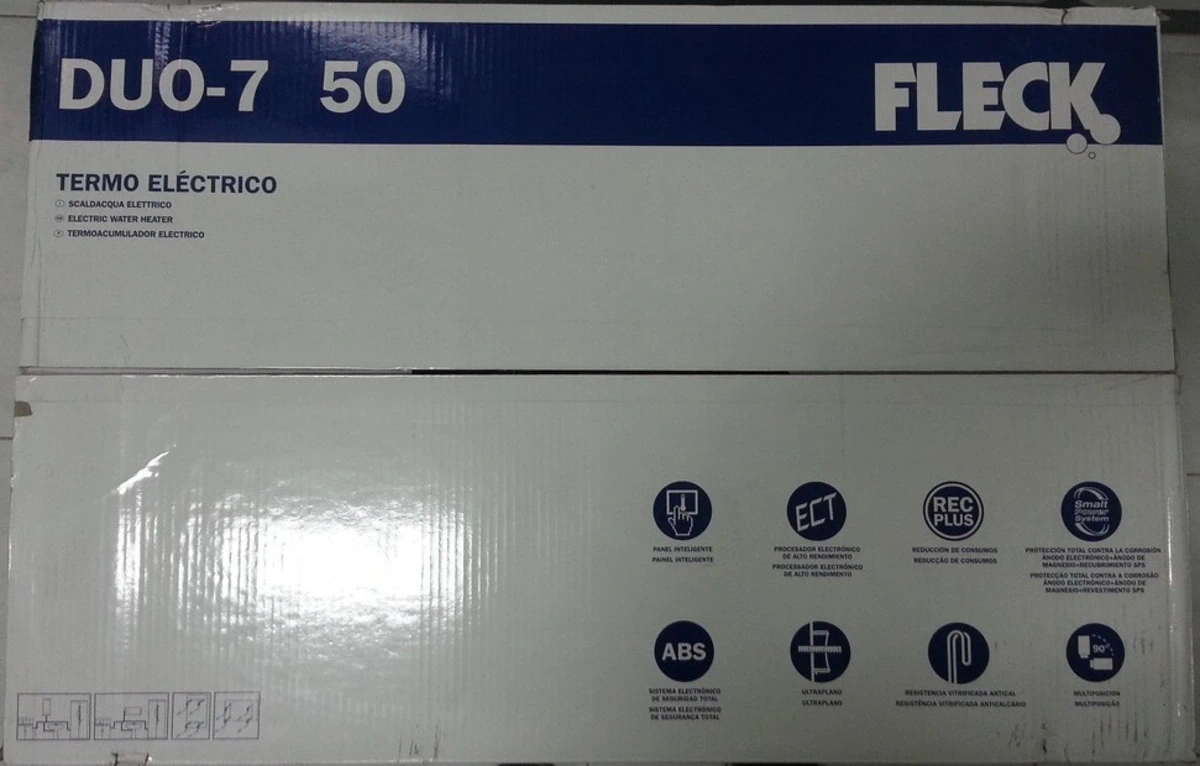 DUO-7 50
FLECK
TERMO ELÉCTRICO
I SCALDACQUA ELETTRICO
GB ELECTRIC WATER HEATER
P TERMOACUMULADOR ELECTRICO
PANEL INTELIGENTE
PAINEL INTELIGENTE
ECT
PROCESADOR ELECTRÓNICO
DE ALTO RENDIMIENTO
PROCESSADOR ELECTRÓNICO
DE ALTO RENDIMENTO
REC
PLUS
REDUCCIÓN DE CONSUMOS
REDUCÇÃO DE CONSUMOS
Smalt
Power
System
PROTECCIÓN TOTAL CONTRA LA CORROSIÓN
ÁNODO ELECTRÓNICO+ÁNODO DE
MAGNESIO+RECUBRIMIENTO SPS
PROTECÇÃO TOTAL CONTRA A CORROSÃO
ÂNODO ELECTRÓNICO+ÂNODO DE
MAGNESIO+REVESTIMENTO SPS
ABS
SISTEMA ELECTRÓNICO
DE SEGURIDAD TOTAL
SISTEMA ELECTRÓNICO
DE SEGURANÇA TOTAL
ULTRAPLANO
ULTRAPLANO
RESISTENCIA VITRIFICADA ANTICAL
RESISTÊNCIA VITRIFICADA ANTICALCÁRIO
90°
MULTIPOSICIÓN
MULTIPOSIÇÃO